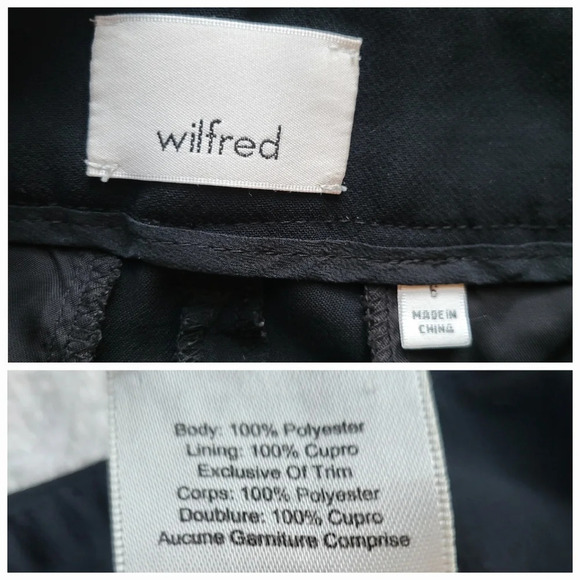 wilfred
MADE IN
CHINA
Body: 100% Polyester
Lining: 100% Cupro
Exclusive Of Trim
Corps: 100% Polyester
Doublure: 100% Cupro
Aucune Garniture Comprise